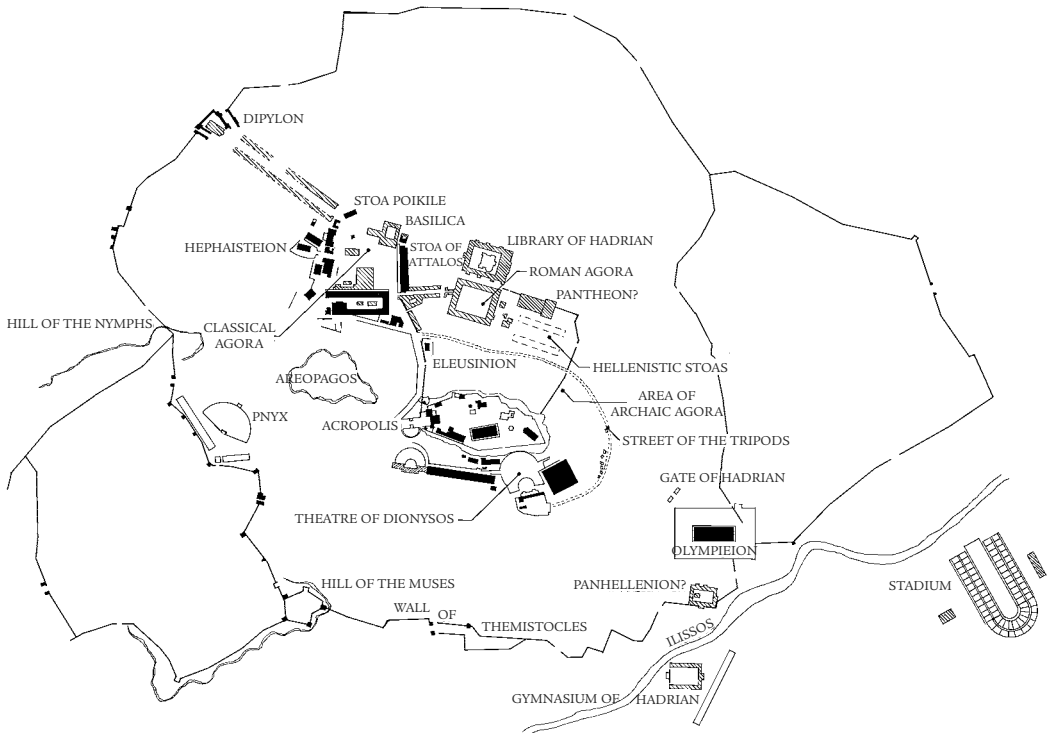 DIPYLON
STOA POIKILE
BASILICA
HEPHAISTEION
STOA OF
ATTALOS
LIBRARY OF HADRIAN
ROMAN AGORA
PANTHEON?
HILL OF THE NYMPHS
CLASSICAL
AGORA
ELEUSINION
HELLENISTIC STOAS
AREOPAGOS
AREA OF
ARCHAIC AGORA
PNYX
ACROPOLIS
STREET OF THE TRIPODS
GATE OF HADRIAN
THEATRE OF DIONYSOS
OLYMPIEION
HILL OF THE MUSES
PANHELLENION?
STADIUM
WALL OF THEMISTOCLES
ILISSOS
GYMNASIUM OF HADRIAN